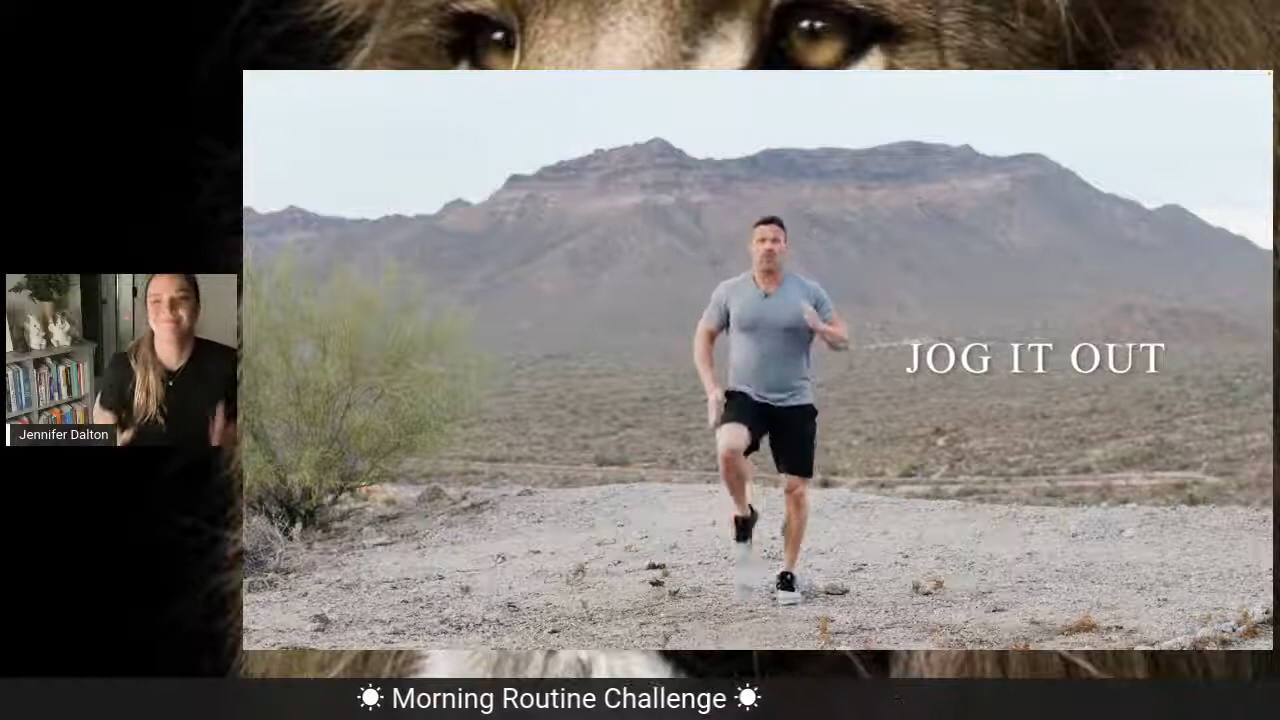 JOG IT OUT
Jennifer Dalton
☀ Morning Routine Challenge ☀